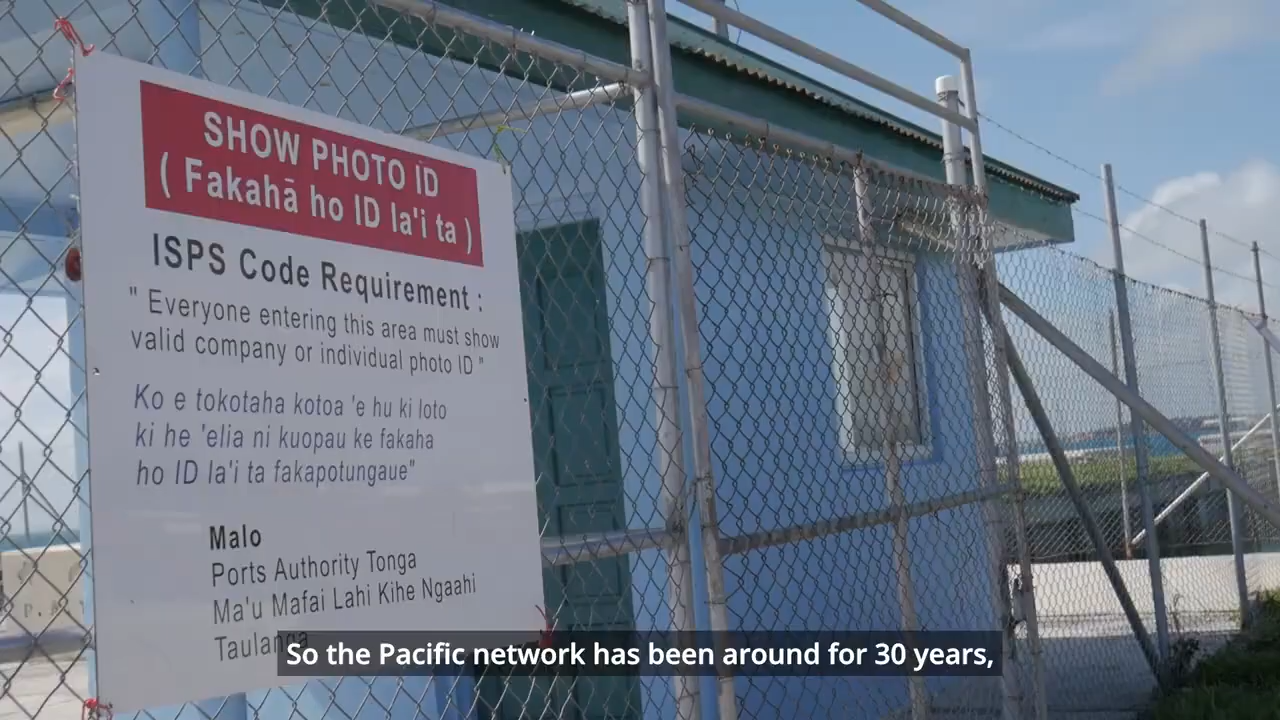 SHOW PHOTO ID
( Fakahā ho ID la'i ta )
ISPS Code Requirement :
" Everyone entering this area must show
valid company or individual photo ID "
Ko e tokotaha kotoa 'e hu ki loto
ki he 'elia ni kuopau ke fakaha
ho ID la'i ta fakapotungaue"
Malo
Ports Authority Tonga
Ma'u Mafai Lahi Kihe Ngaahi
Taulanga
So the Pacific network has been around for 30 years,